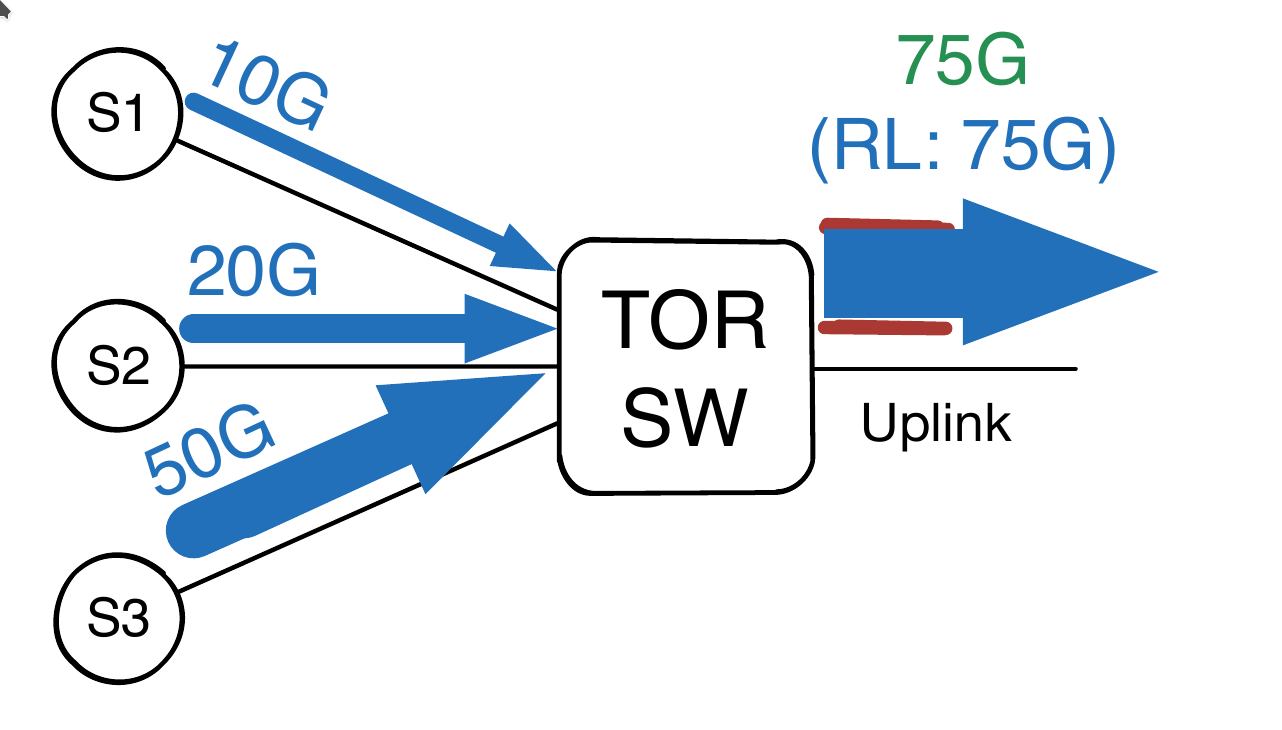 S1
10G
75G
(RL: 75G)
20G
S2
TOR
SW
50G
Uplink
S3